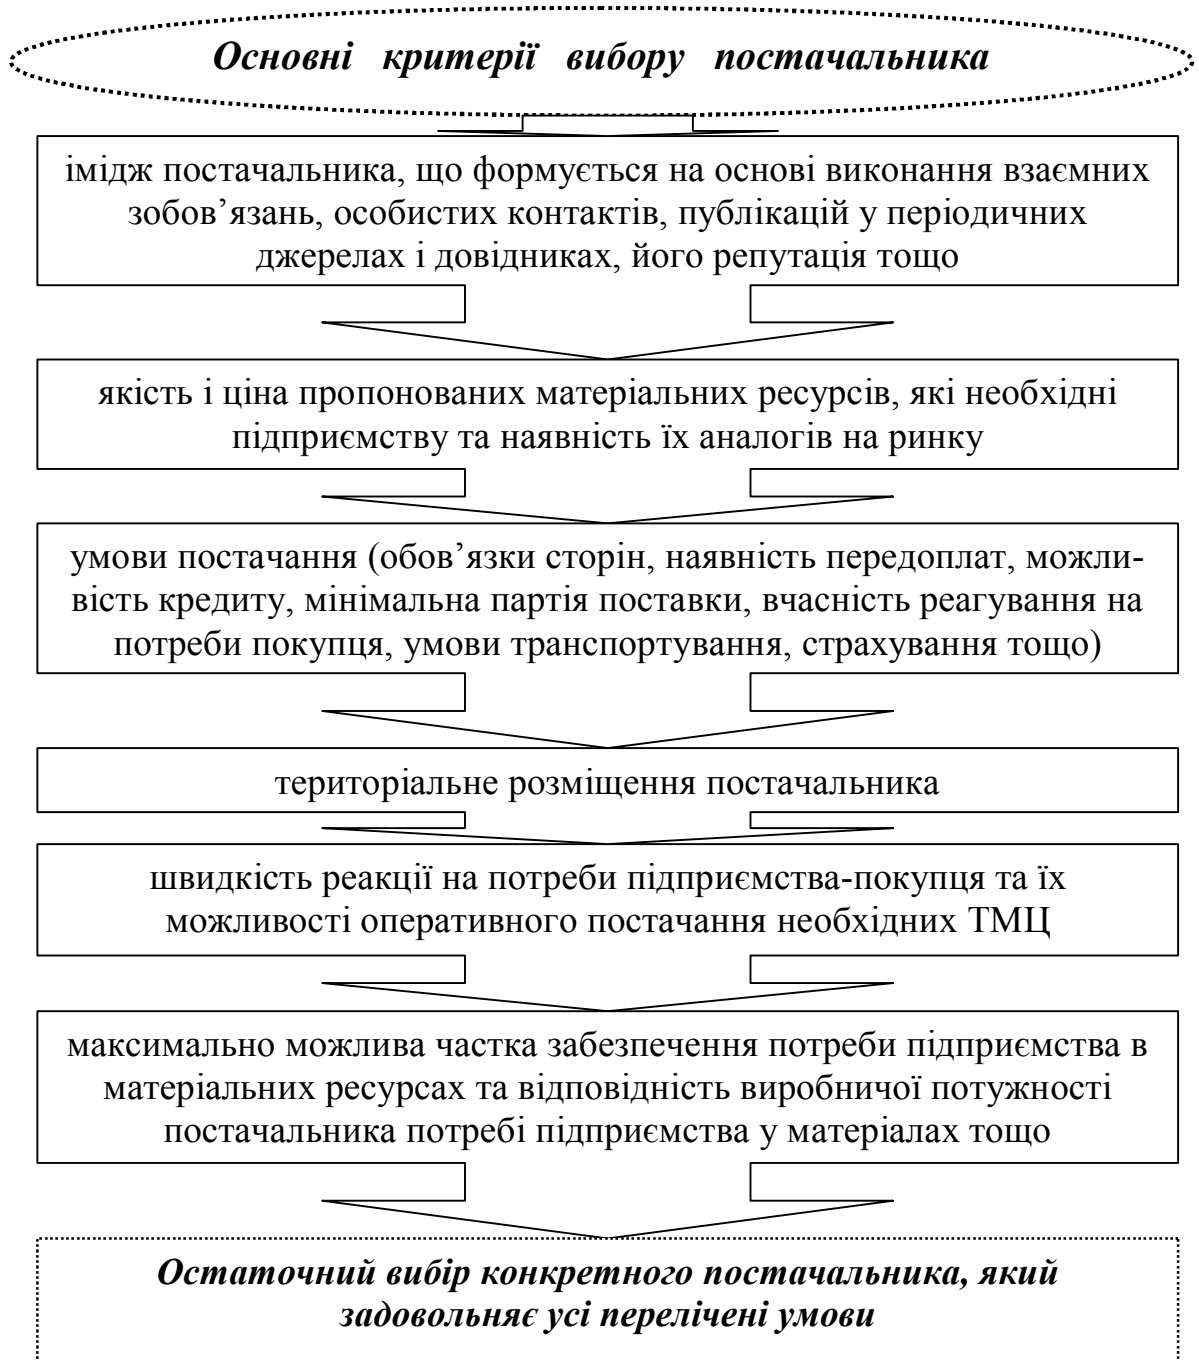 Основні критерії вибору постачальника
імідж постачальника, що формується на основі виконання взаємних
зобов’язань, особистих контактів, публікацій у періодичних
джерелах і довідниках, його репутація тощо
якість і ціна пропонованих матеріальних ресурсів, які необхідні
підприємству та наявність їх аналогів на ринку
умови постачання (обов’язки сторін, наявність передоплат, можли-
вість кредиту, мінімальна партія поставки, вчасність реагування на
потреби покупця, умови транспортування, страхування тощо)
територіальне розміщення постачальника
швидкість реакції на потреби підприємства-покупця та їх
можливості оперативного постачання необхідних ТМЦ
максимально можлива частка забезпечення потреби підприємства в
матеріальних ресурсах та відповідність виробничої потужності
постачальника потребі підприємства у матеріалах тощо
Остаточний вибір конкретного постачальника, який
задовольняє усі перелічені умови